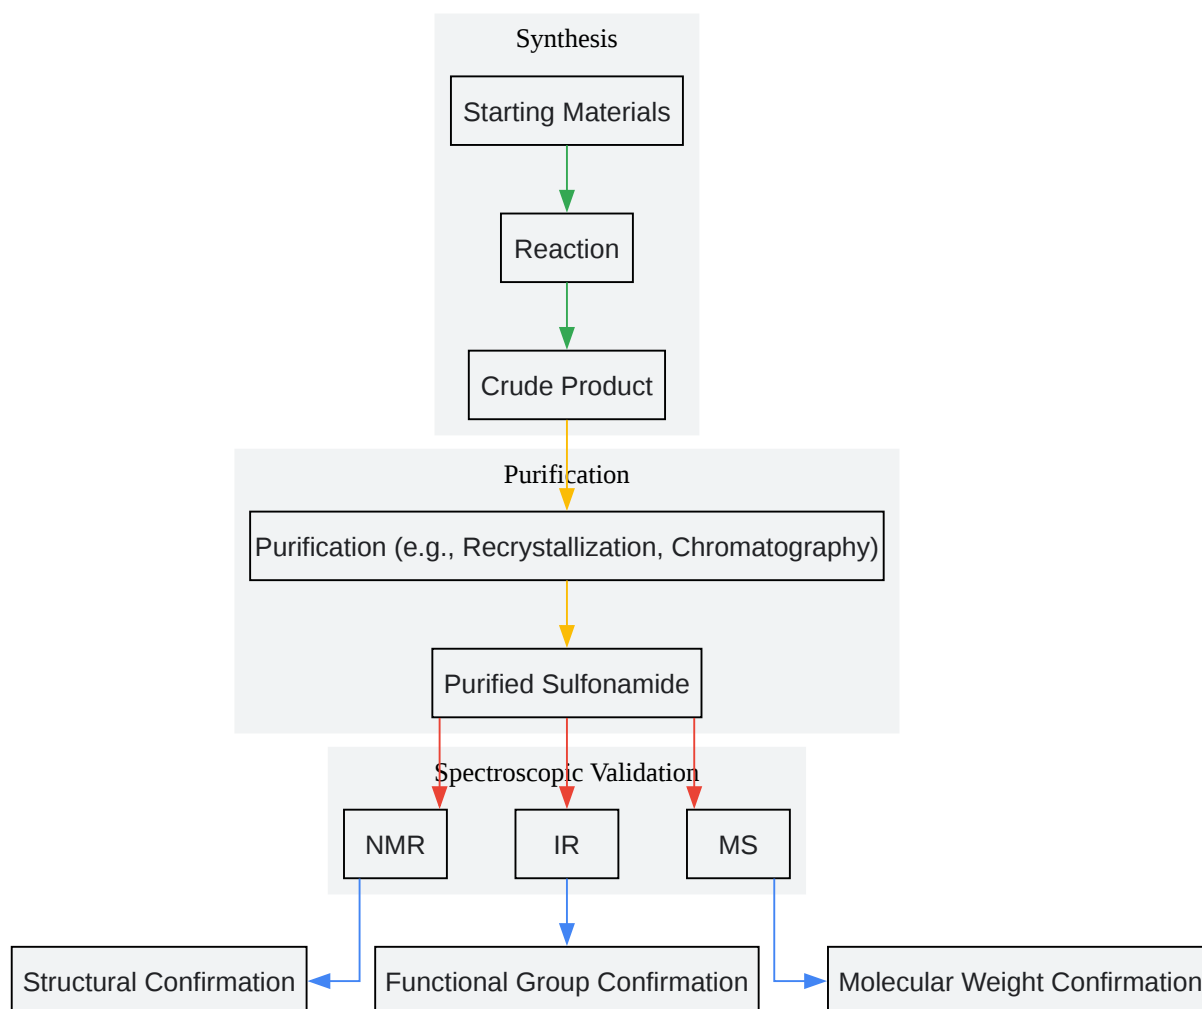 Synthesis
Starting Materials
Reaction
Crude Product
Purification
Purification (e.g., Recrystallization, Chromatography)
Purified Sulfonamide
Spectroscopic Validation
NMR
IR
MS
Structural Confirmation
Functional Group Confirmation
Molecular Weight Confirmation